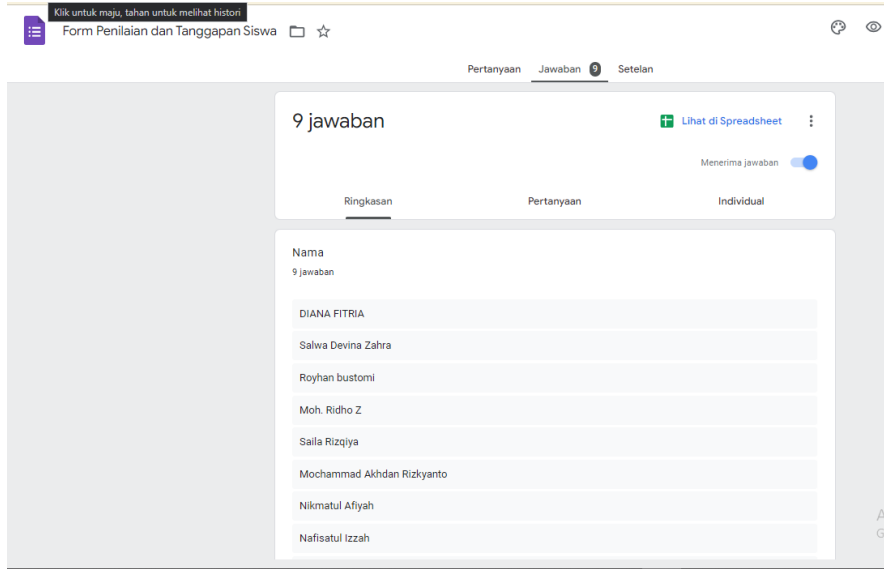 Klik untuk maju, tahan untuk melihat histori
Form Penilaian dan Tanggapan Siswa
Pertanyaan Jawaban 9 Setelan
9 jawaban
Lihat di Spreadsheet
Menerima jawaban
Ringkasan Pertanyaan Individual
Nama
9 jawaban
DIANA FITRIA
Salwa Devina Zahra
Royhan bustomi
Moh. Ridho Z
Saila Rizqiya
Mochammad Akhdan Rizkyanto
Nikmatul Afiyah
Nafisatul Izzah